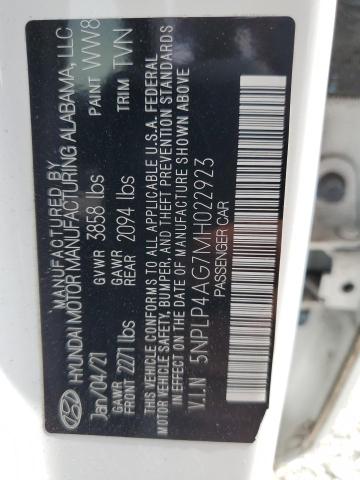 MANUFACTURED BY
HYUNDAI MOTOR MANUFACTURING ALABAMA, LLC
Jan/04/21 GVWR 3858 lbs PAINT WW8
GAWR FRONT 2271 lbs GAWR REAR 2094 lbs TRIM TVN
THIS VEHICLE CONFORMS TO ALL APPLICABLE U.S.A. FEDERAL
MOTOR VEHICLE SAFETY, BUMPER, AND THEFT PREVENTION STANDARDS
IN EFFECT ON THE DATE OF MANUFACTURE SHOWN ABOVE.
V.I.N 5NPLP4AG7MH022923
PASSENGER CAR